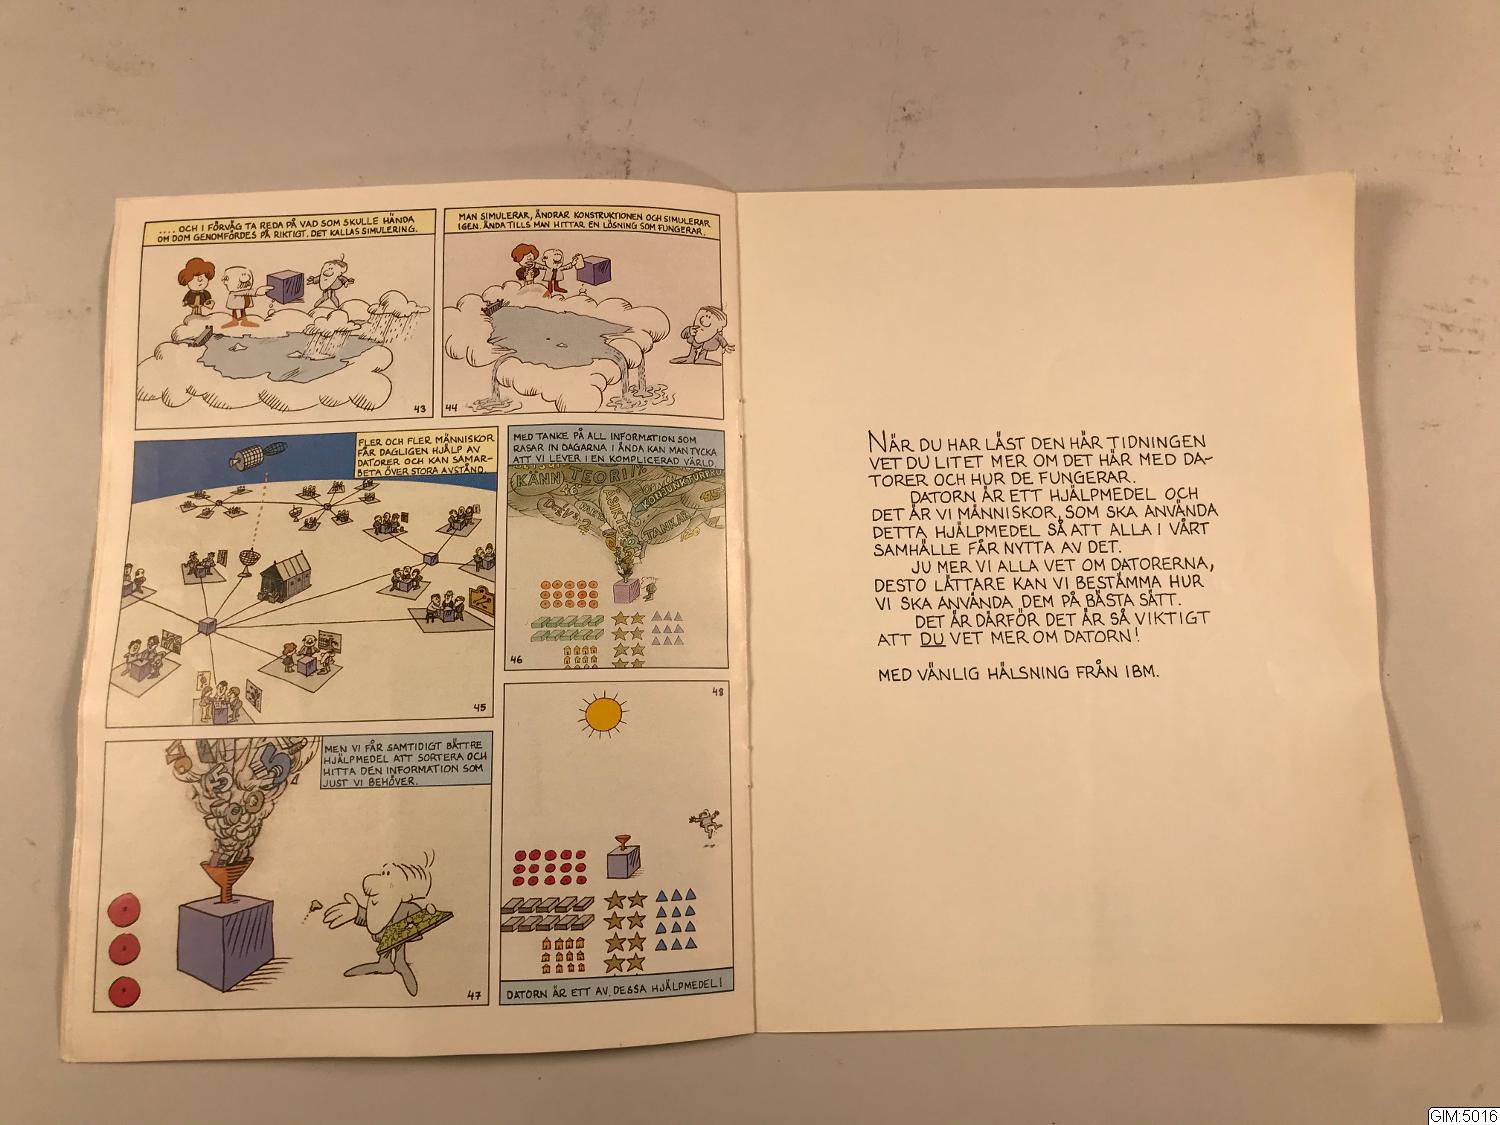 .... OCH I FÖRVÄG TA REDA PÅ VAD SOM SKULLE HÄNDA
OM DOM GENOMFÖRDES PÅ RIKTIGT. DET KALLAS SIMULERING.
43
MAN SIMULERAR, ÄNDRAR KONSTRUKTIONEN OCH SIMULERAR
IGEN. ÄNDA TILLS MAN HITTAR EN LÖSNING SOM FUNGERAR.
44
FLER OCH FLER MÄNNISKOR
FÅR DAGLIGEN HJÄLP AV
DATORER OCH KAN SAMAR-
BETA ÖVER STORA AVSTÅND.
45
MED TANKE PÅ ALL INFORMATION SOM
RASAR IN DAGARNA I ÄNDA KAN MAN TYCKA
ATT VI LEVER I EN KOMPLICERAD VÄRLD.
KÄNN
TEORI
ÅSIKT
KONJUNKTURER
TANKAR
46
MEN VI FÅR SAMTIDIGT BÄTTRE
HJÄLPMEDEL ATT SORTERA OCH
HITTA DEN INFORMATION SOM
JUST VI BEHÖVER.
5
5
47
48
DATORN ÄR ETT AV DESSA HJÄLPMEDEL!
NÄR DU HAR LÄST DEN HÄR TIDNINGEN
VET DU LITET MER OM DET HÄR MED DA-
TORER OCH HUR DE FUNGERAR.
DATORN ÄR ETT HJÄLPMEDEL OCH
DET ÄR VI MÄNNISKOR, SOM SKA ANVÄNDA
DETTA HJÄLPMEDEL SÅ ATT ALLA I VÅRT
SAMHÄLLE FÅR NYTTA AV DET.
JU MER VI ALLA VET OM DATORERNA,
DESTO LÄTTARE KAN VI BESTÄMMA HUR
VI SKA ANVÄNDA DEM PÅ BÄSTA SÄTT.
DET ÄR DÄRFÖR DET ÄR SÅ VIKTIGT
ATT DU VET MER OM DATORN!
MED VÄNLIG HÄLSNING FRÅN IBM.
GIM:5016